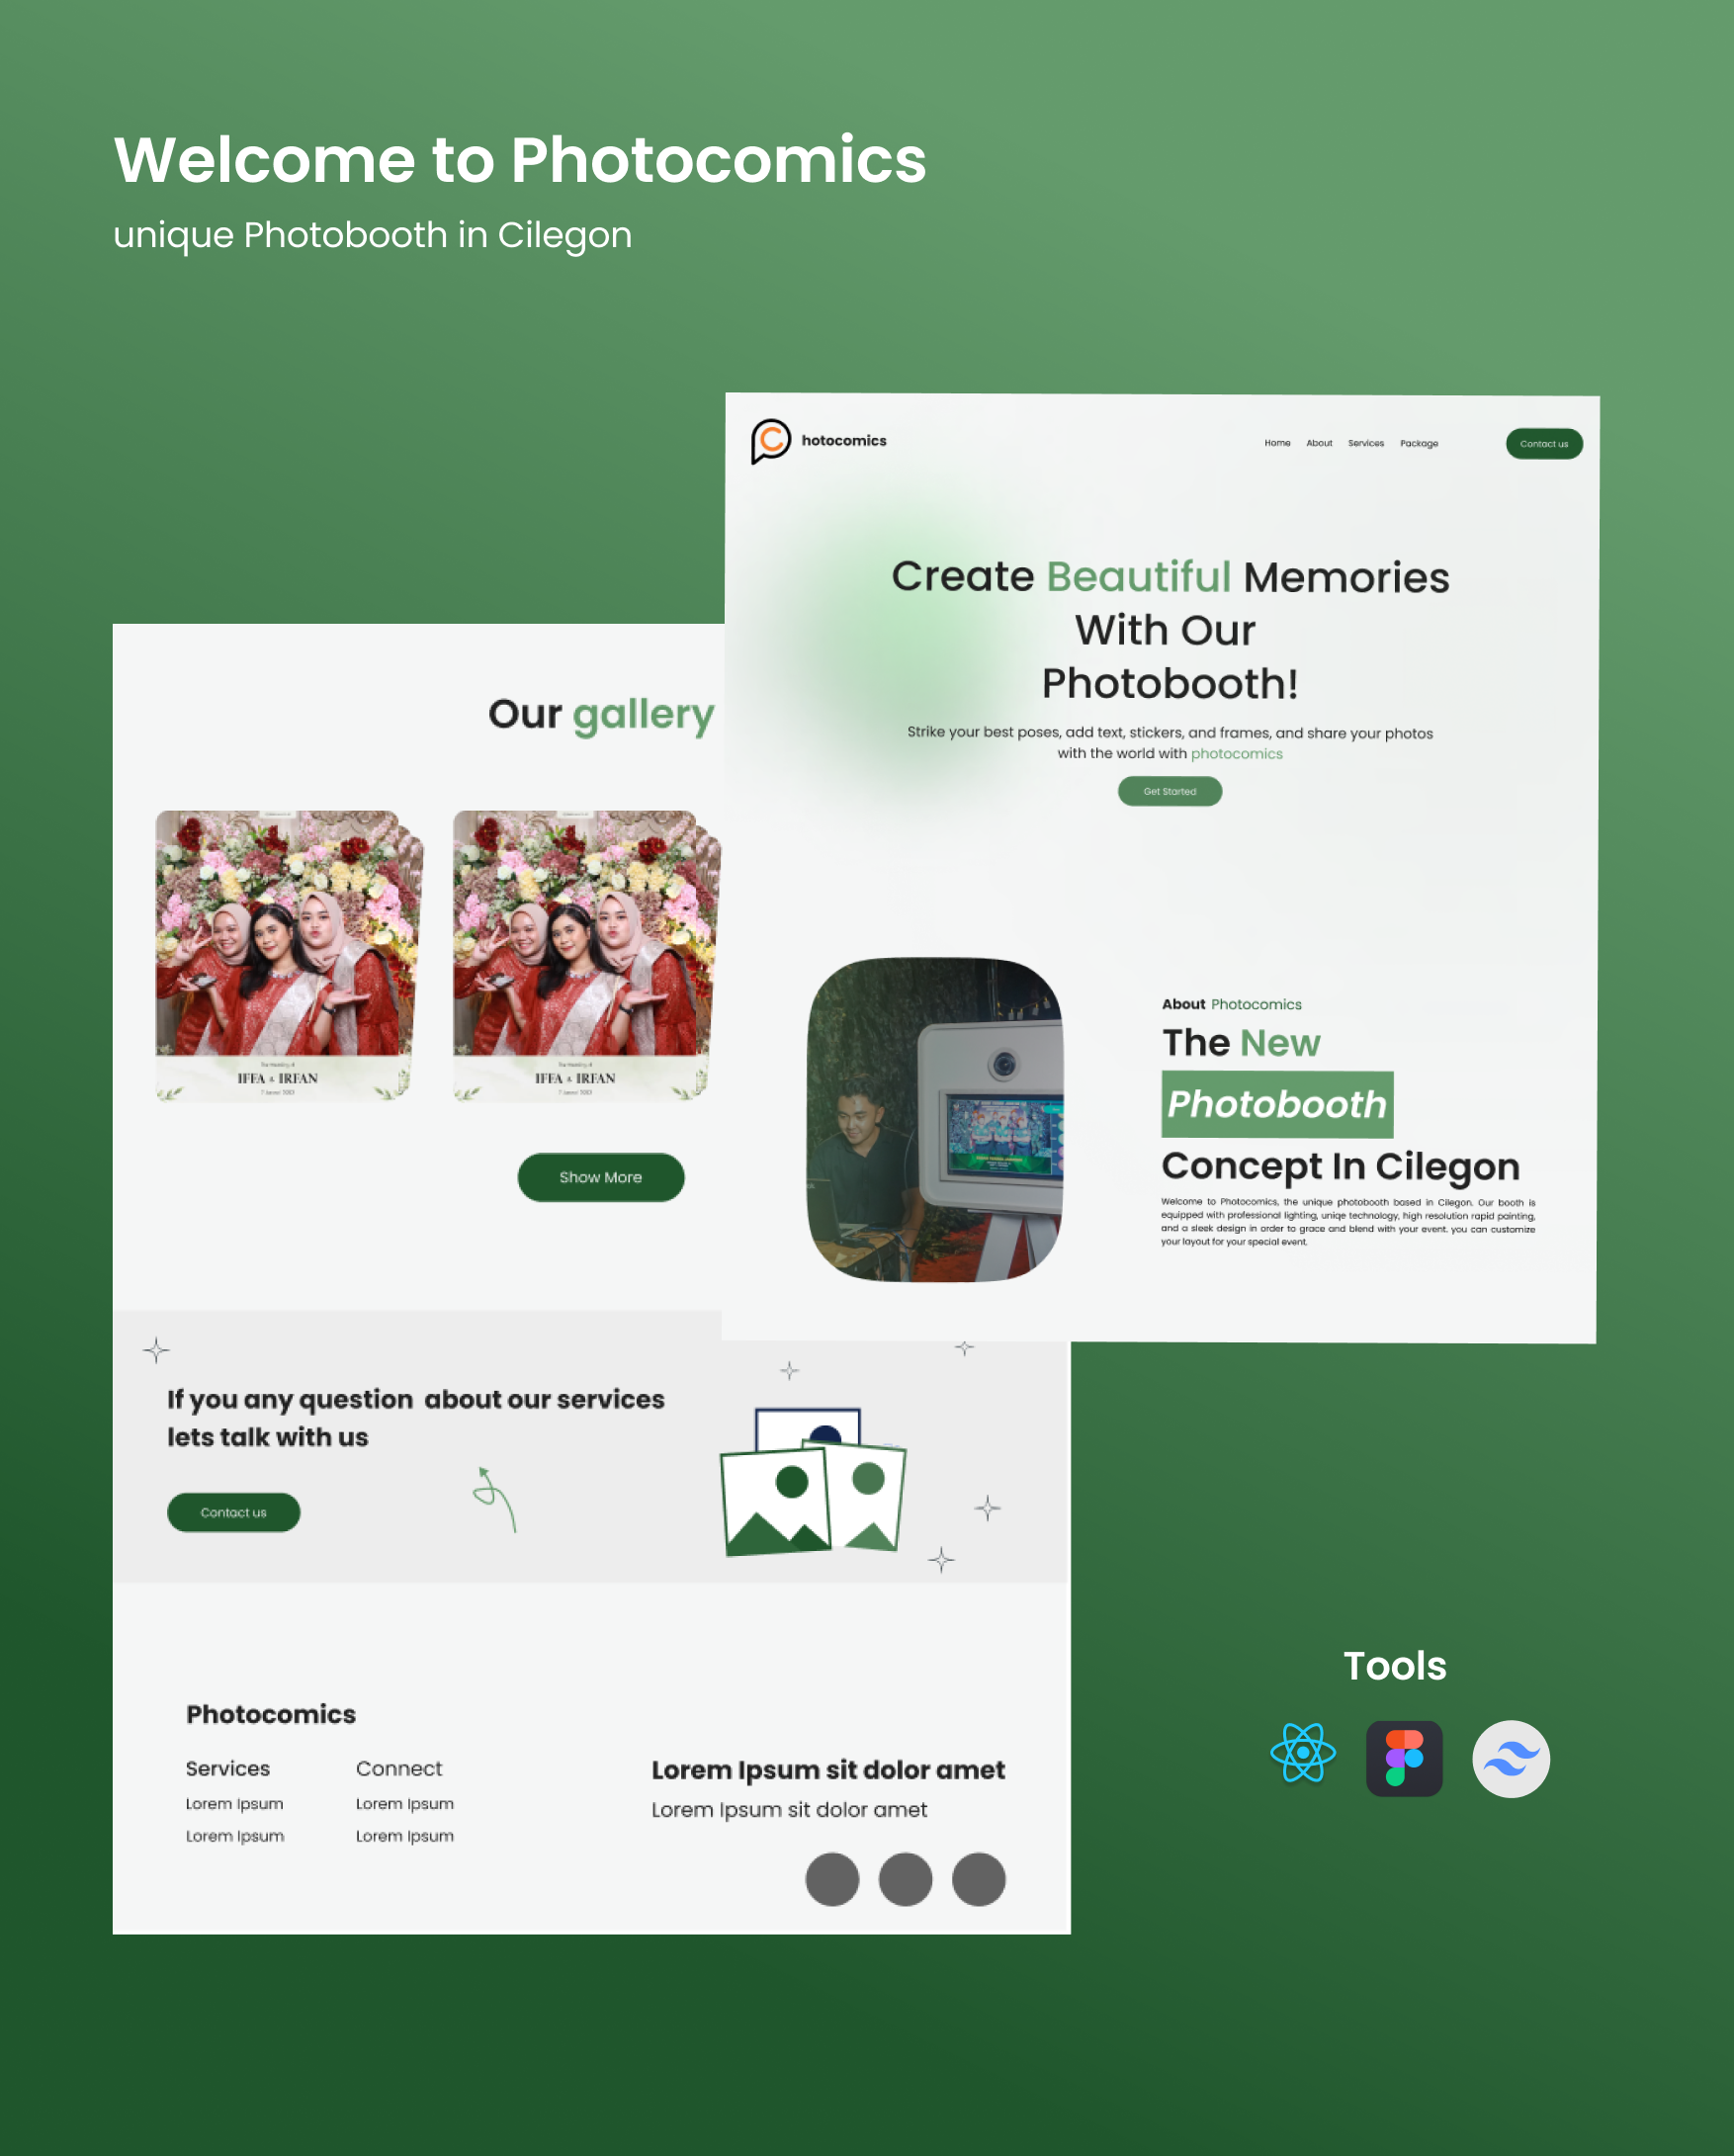 Welcome to Photocomics
unique Photobooth in Cilegon
hotocomics
Home About Services Package
Contact us
Create Beautiful Memories
With Our
Photobooth!
Strike your best poses, add text, stickers, and frames, and share your photos
with the world with photocomics
Get Started
About Photocomics
The New
Photobooth
Concept In Cilegon
Welcome to Photocomics, the unique photobooth based in Cilegon. Our booth is
equipped with professional lighting, uniqe technology, high resolution rapid painting,
and a sleek design in order to grace and blend with your event. you can customize
your layout for your special event.
Our gallery
The Wedding of
IFFA & IRFAN
The Wedding of
IFFA & IRFAN
Show More
If you any question about our services
lets talk with us
Contact us
Photocomics
Services
Lorem Ipsum
Lorem Ipsum
Connect
Lorem Ipsum
Lorem Ipsum
Lorem Ipsum sit dolor amet
Lorem Ipsum sit dolor amet
Tools